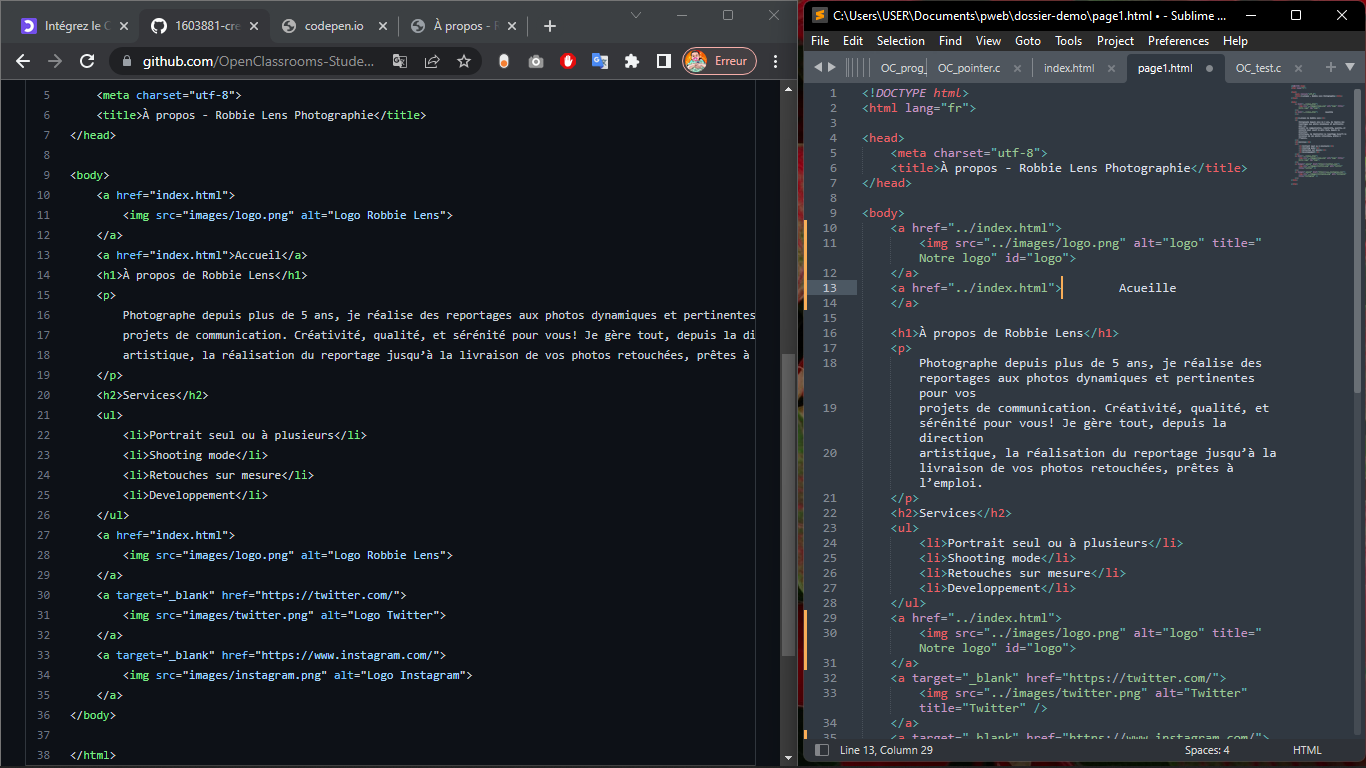 Intégrez le C
1603881-cre
codepen.io
À propos - R
github.com/OpenClassrooms-Stude...
Erreur
5 <meta charset="utf-8">
6 <title>À propos - Robbie Lens Photographie</title>
7 </head>
8
9 <body>
10 <a href="index.html">
11 <img src="images/logo.png" alt="Logo Robbie Lens">
12 </a>
13 <a href="index.html">Accueil</a>
14 <h1>À propos de Robbie Lens</h1>
15 <p>
16 Photographe depuis plus de 5 ans, je réalise des reportages aux photos dynamiques et pertinentes
17 projets de communication. Créativité, qualité, et sérénité pour vous! Je gère tout, depuis la di
18 artistique, la réalisation du reportage jusqu’à la livraison de vos photos retouchées, prêtes à
19 </p>
20 <h2>Services</h2>
21 <ul>
22 <li>Portrait seul ou à plusieurs</li>
23 <li>Shooting mode</li>
24 <li>Retouches sur mesure</li>
25 <li>Developpement</li>
26 </ul>
27 <a href="index.html">
28 <img src="images/logo.png" alt="Logo Robbie Lens">
29 </a>
30 <a target="_blank" href="https://twitter.com/">
31 <img src="images/twitter.png" alt="Logo Twitter">
32 </a>
33 <a target="_blank" href="https://www.instagram.com/">
34 <img src="images/instagram.png" alt="Logo Instagram">
35 </a>
36 </body>
37
38 </html>
C:\Users\USER\Documents\pweb\dossier-demo\page1.html • - Sublime ...
File Edit Selection Find View Goto Tools Project Preferences Help
OC_prog_ OC_pointer.c index.html page1.html OC_test.c
1 <!DOCTYPE html>
2 <html lang="fr">
3
4 <head>
5 <meta charset="utf-8">
6 <title>À propos - Robbie Lens Photographie</title>
7 </head>
8
9 <body>
10 <a href="../index.html">
11 <img src="../images/logo.png" alt="logo" title="
Notre logo" id="logo">
12 </a>
13 <a href="../index.html"> Acueille
14 </a>
15
16 <h1>À propos de Robbie Lens</h1>
17 <p>
18 Photographe depuis plus de 5 ans, je réalise des
reportages aux photos dynamiques et pertinentes
pour vos
19 projets de communication. Créativité, qualité, et
sérénité pour vous! Je gère tout, depuis la
direction
20 artistique, la réalisation du reportage jusqu’à la
livraison de vos photos retouchées, prêtes à
l’emploi.
21 </p>
22 <h2>Services</h2>
23 <ul>
24 <li>Portrait seul ou à plusieurs</li>
25 <li>Shooting mode</li>
26 <li>Retouches sur mesure</li>
27 <li>Developpement</li>
28 </ul>
29 <a href="../index.html">
30 <img src="../images/logo.png" alt="logo" title="
Notre logo" id="logo">
31 </a>
32 <a target="_blank" href="https://twitter.com/">
33 <img src="../images/twitter.png" alt="Twitter"
title="Twitter" />
34 </a>
35 <a target="_blank" href="https://www.instagram.com/">
Line 13, Column 29 Spaces: 4 HTML